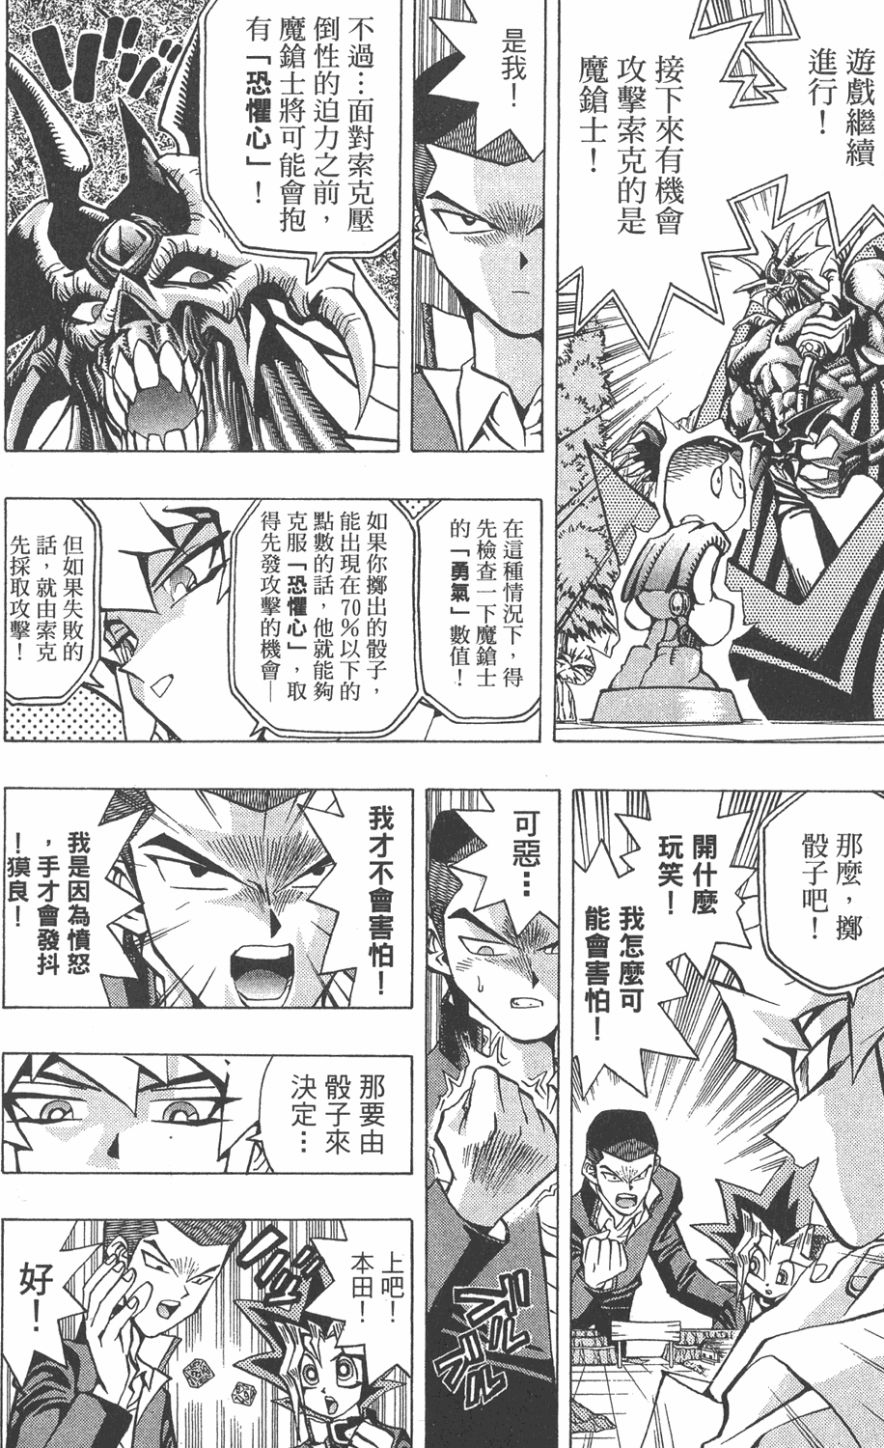 遊戲繼續
進行！
接下來有機會
攻擊索克的是
魔鎗士！
是我！
不過…面對索克壓
倒性的迫力之前，
魔鎗士將可能會抱
有「恐懼心」！
在這種情況下，得
先檢查一下魔鎗士
的「勇氣」數值！
如果你擲出的骰子，
能出現在70％以下的
點數的話，他就能夠
克服「恐懼心」，取
得先發攻擊的機會—
但如果失敗的
話，就由索克
先採取攻擊！
那麼，擲
骰子吧！
開什麼
玩笑！
我怎麼可
能會害怕！
可惡…
我才不會害怕！
我是因為憤怒
，手才會發抖
！獏良！
那要由
骰子來
決定…
上吧！
本田！
好！